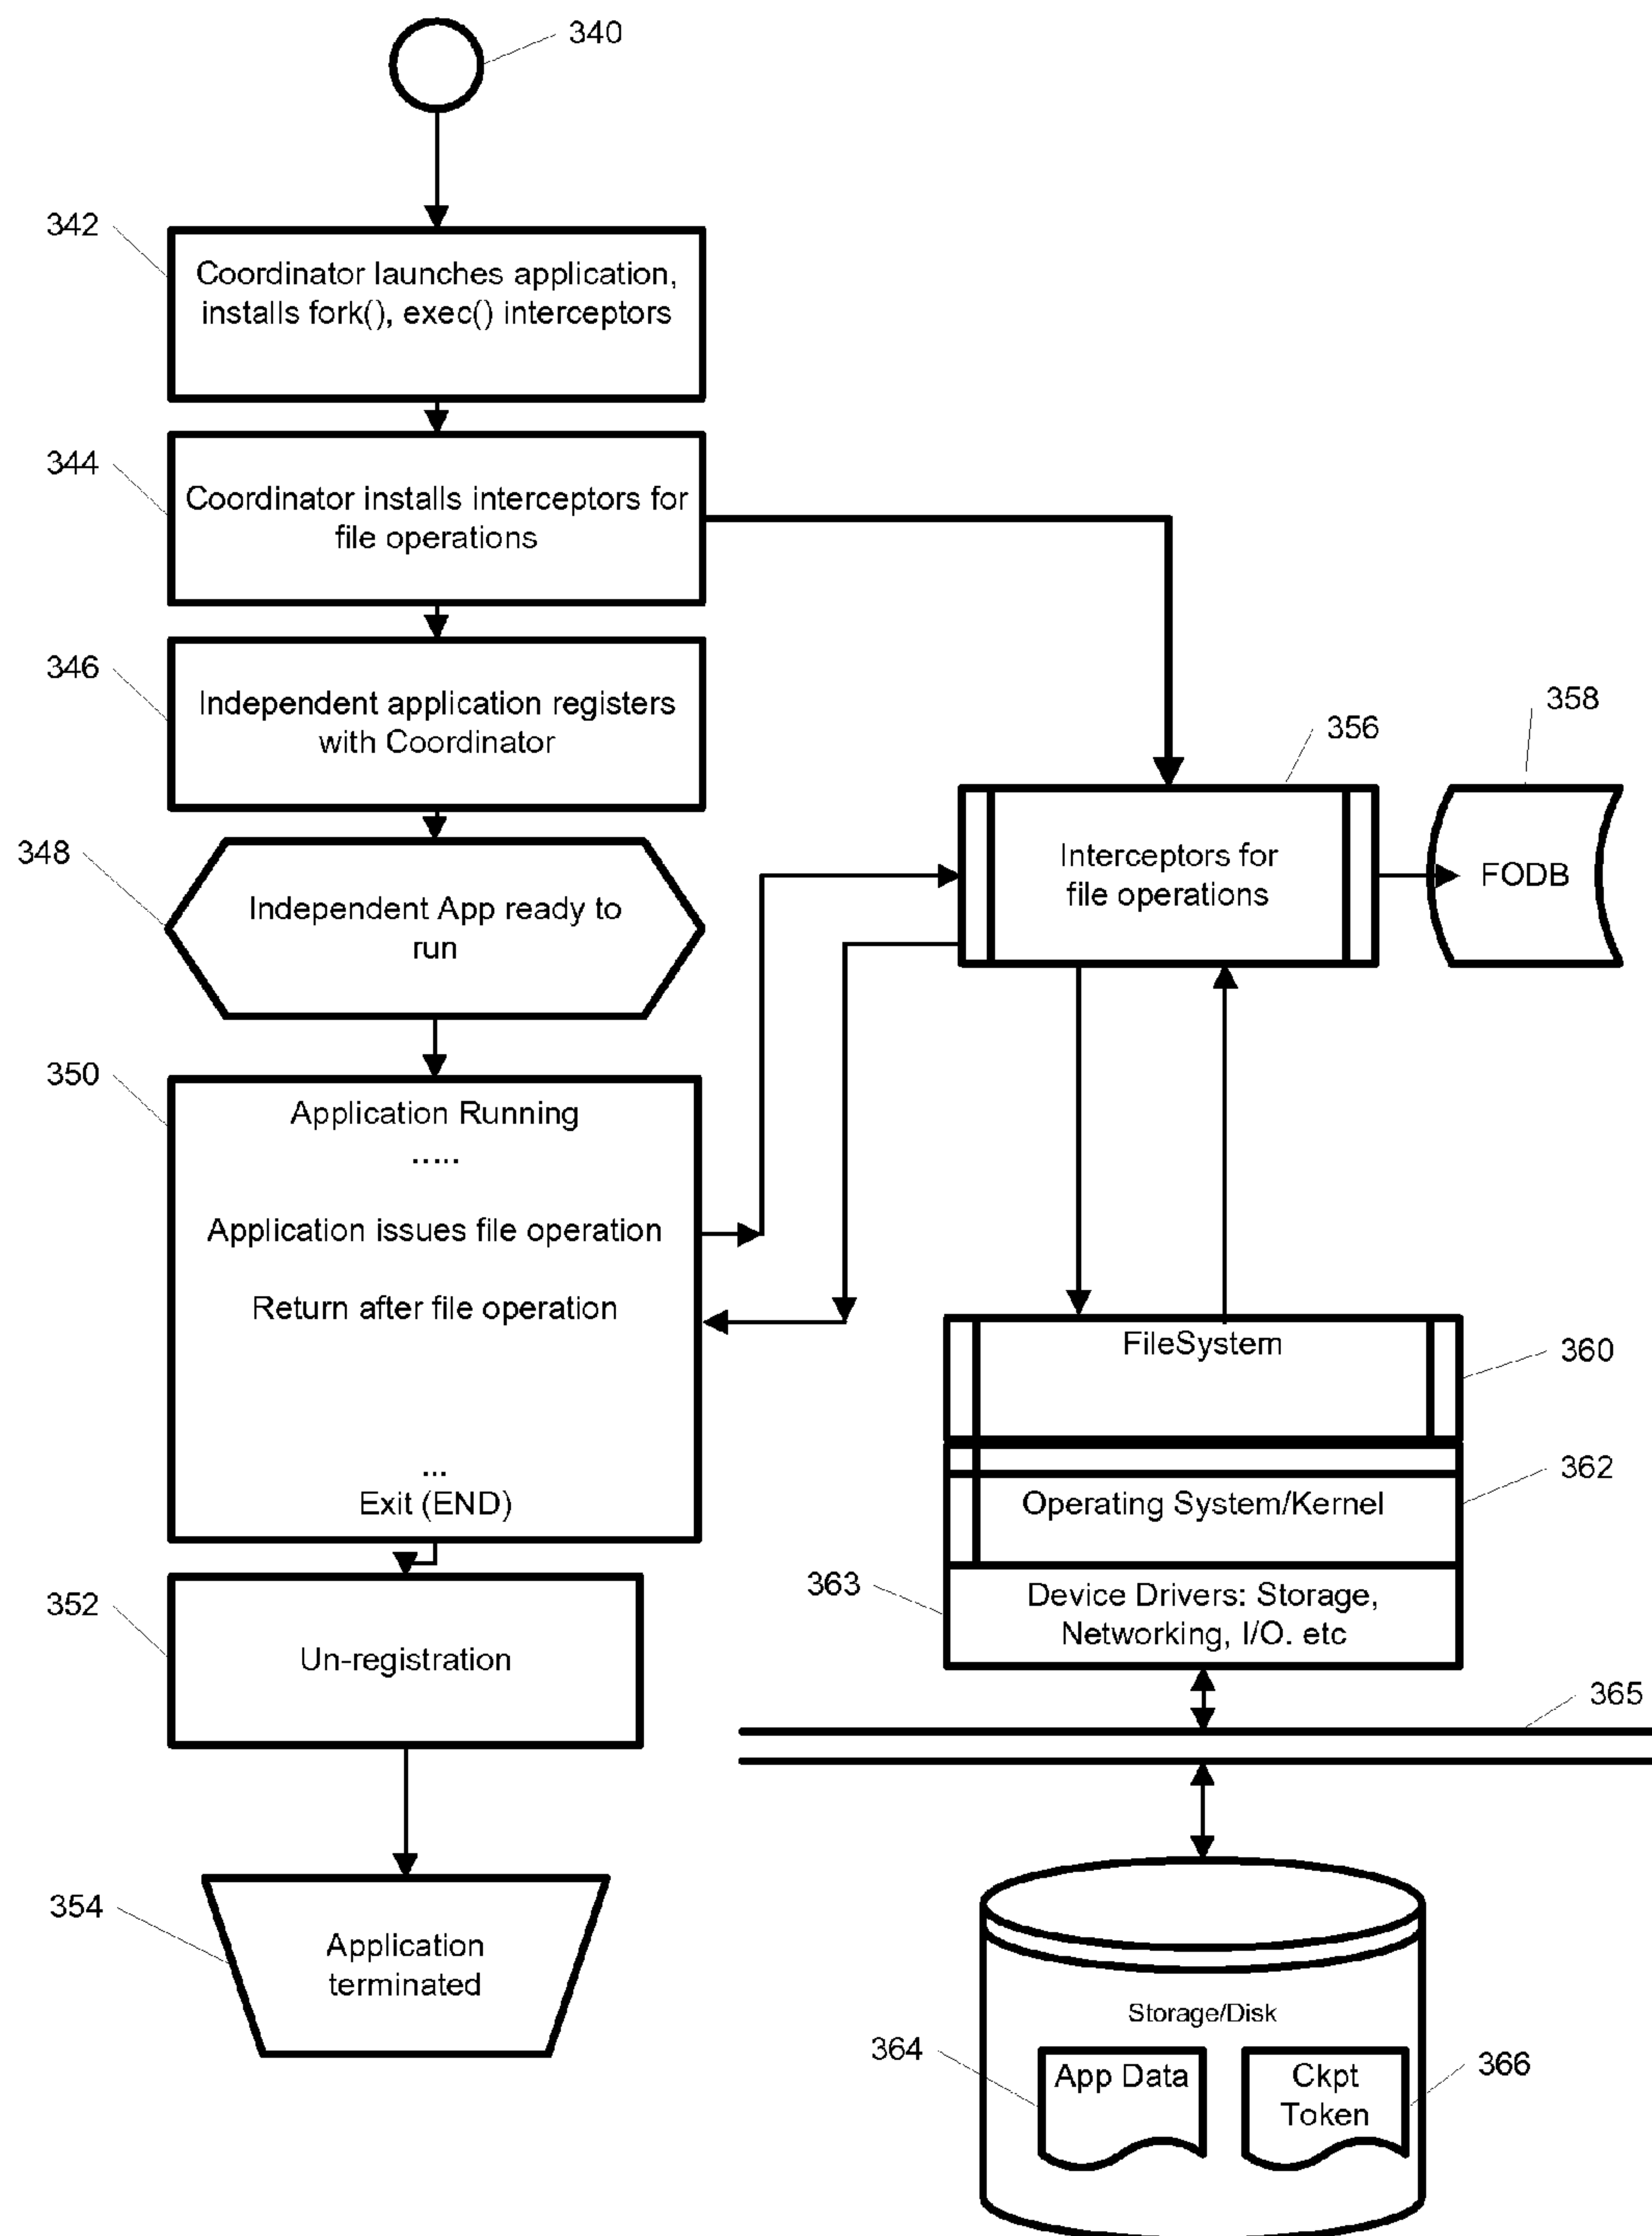 340
342
Coordinator launches application,
installs fork(), exec() interceptors
344
Coordinator installs interceptors for
file operations
346
Independent application registers
with Coordinator
348
Independent App ready to
run
350
Application Running
.....
Application issues file operation
Return after file operation
...
Exit (END)
352
Un-registration
354
Application
terminated
356
Interceptors for
file operations
358
FODB
FileSystem
360
Operating System/Kernel
362
363
Device Drivers: Storage,
Networking, I/O. etc
365
Storage/Disk
364
App Data
Ckpt
Token
366